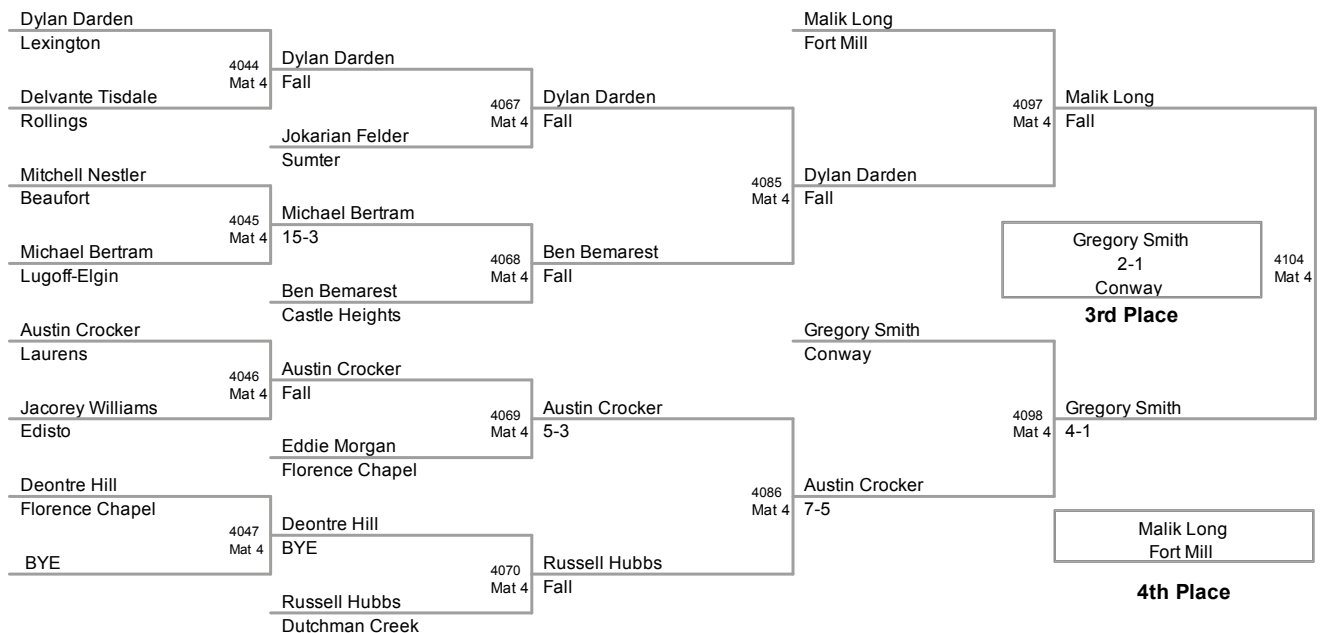 Dylan Darden
Lexington
4044
Mat 4
Delvante Tisdale
Rollings
Mitchell Nestler
Beaufort
4045
Mat 4
Michael Bertram
Lugoff-Elgin
Austin Crocker
Laurens
4046
Mat 4
Jacorey Williams
Edisto
Deontre Hill
Florence Chapel
4047
Mat 4
BYE
Dylan Darden
Fall
4067
Mat 4
Jokarian Felder
Sumter
Michael Bertram
15-3
4068
Mat 4
Ben Bemarest
Castle Heights
Austin Crocker
Fall
4069
Mat 4
Eddie Morgan
Florence Chapel
Deontre Hill
BYE
4070
Mat 4
Russell Hubbs
Dutchman Creek
Dylan Darden
Fall
4085
Mat 4
Ben Bemarest
Fall
Austin Crocker
5-3
4086
Mat 4
Russell Hubbs
Fall
Malik Long
Fort Mill
4097
Mat 4
Dylan Darden
Fall
Gregory Smith
Conway
4098
Mat 4
Austin Crocker
7-5
Malik Long
Fall
Gregory Smith
2-1
Conway
4104
Mat 4
3rd Place
Gregory Smith
4-1
Malik Long
Fort Mill
4th Place